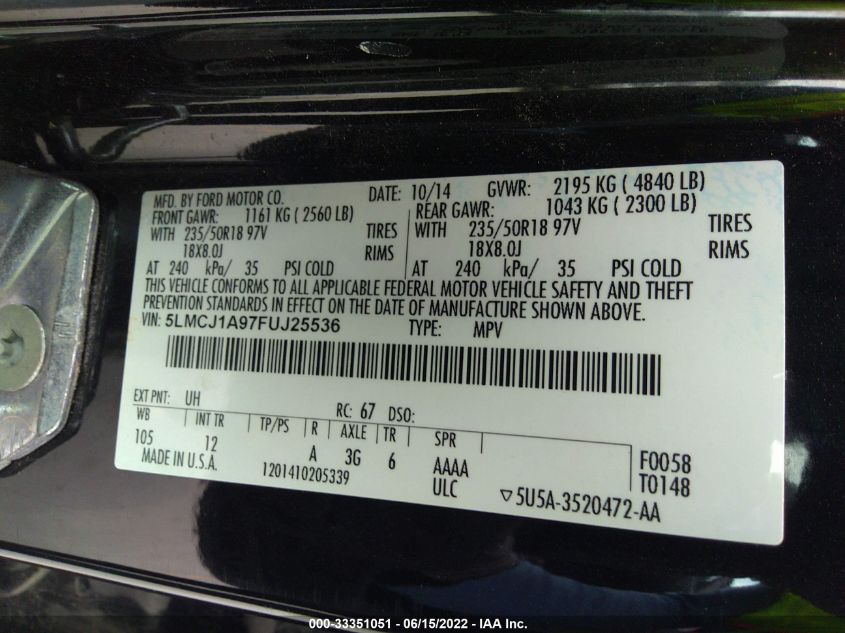 MFD. BY FORD MOTOR CO. DATE: 10/14 GVWR: 2195 KG ( 4840 LB)
FRONT GAWR: 1161 KG ( 2560 LB) REAR GAWR: 1043 KG ( 2300 LB)
WITH 235/50R18 97V TIRES WITH 235/50R18 97V TIRES
18X8.0J RIMS 18X8.0J RIMS
AT 240 kPa/ 35 PSI COLD AT 240 kPa/ 35 PSI COLD
THIS VEHICLE CONFORMS TO ALL APPLICABLE FEDERAL MOTOR VEHICLE SAFETY AND THEFT
PREVENTION STANDARDS IN EFFECT ON THE DATE OF MANUFACTURE SHOWN ABOVE.
VIN: 5LMCJ1A97FUJ25536 TYPE: MPV
EXT PNT: UH RC: 67 DSO:
WB INT TR TP/PS R AXLE TR SPR
105 12 A 3G 6 AAAA F0058
MADE IN U.S.A. 1201410205339 ULC ▽5U5A-3520472-AA T0148
000-33351051 - 06/15/2022 - IAA Inc.